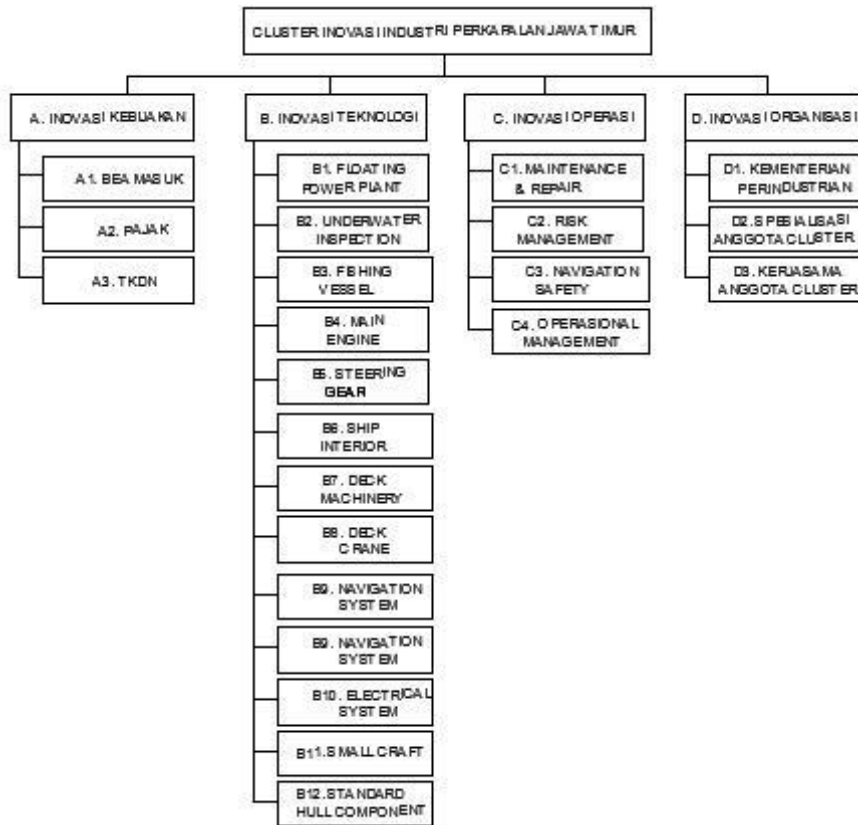 CLUSTER INOVASI INDUSTRI PERKAPALAN JAWA TIMUR
A. INOVASI KEBIJAKAN
A1. BEA MASUK
A2. PAJAK
A3. TKDN
B. INOVASI TEKNOLOGI
B1. FLOATING
POWER PLANT
B2. UNDERWATER
INSPECTION
B3. FISHING
VESSEL
B4. MAIN
ENGINE
B5. STEERING
GEAR
B6. SHIP
INTERIOR
B7. DECK
MACHINERY
B8. DECK
CRANE
B9. NAVIGATION
SYSTEM
B9. NAVIGATION
SYSTEM
B10. ELECTRICAL
SYSTEM
B11. SMALL CRAFT
B12. STANDARD
HULL COMPONENT
C. INOVASI OPERASI
C1. MAINTENANCE
& REPAIR
C2. RISK
MANAGEMENT
C3. NAVIGATION
SAFETY
C4. OPERASIONAL
MANAGEMENT
D. INOVASI ORGANISASI
D1. KEMENTERIAN
PERINDUSTRIAN
D2. SPESIALISASI
ANGGOTA CLUSTER
D3. KERJASAMA
ANGGOTA CLUSTER